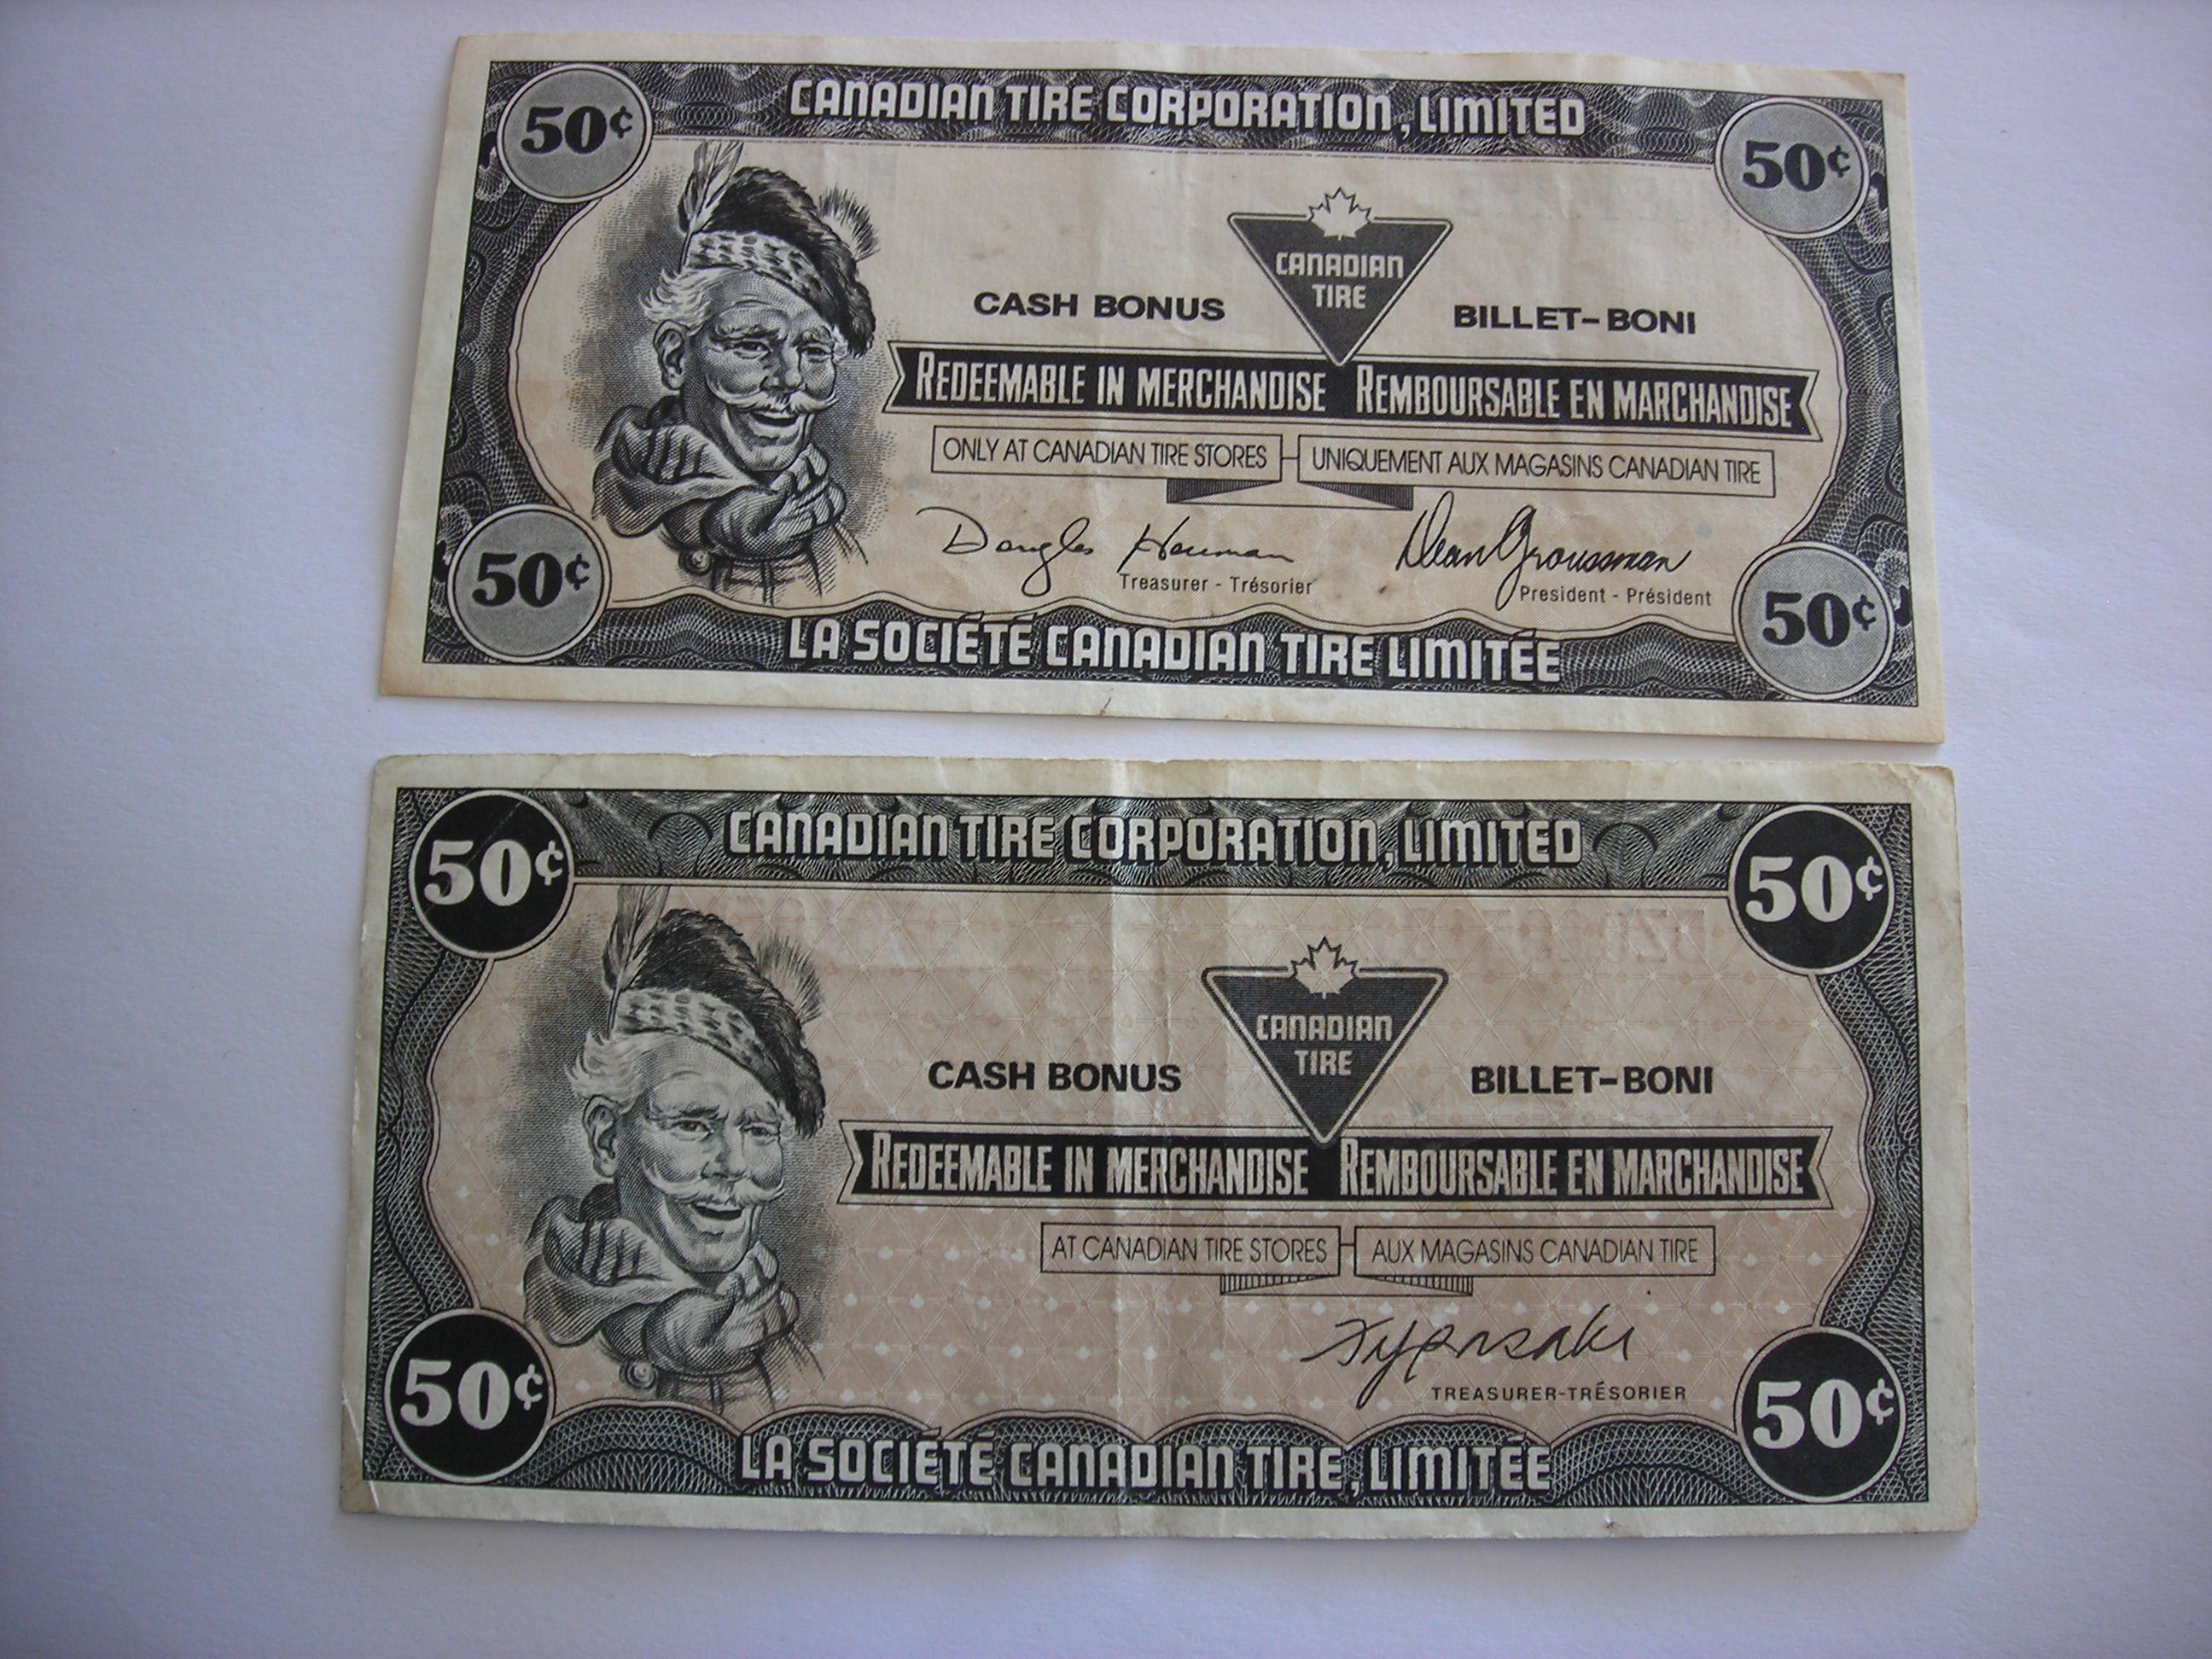 CANADIAN TIRE CORPORATION, LIMITED
50¢ 50¢
CANADIAN
TIRE
CASH BONUS BILLET-BONI
REDEEMABLE IN MERCHANDISE REMBOURSABLE EN MARCHANDISE
ONLY AT CANADIAN TIRE STORES UNIQUEMENT AUX MAGASINS CANADIAN TIRE
Dean Groussman
Treasurer - Trésorier President - Président
50¢ 50¢
LA SOCIÉTÉ CANADIAN TIRE LIMITÉE
CANADIAN TIRE CORPORATION, LIMITED
50¢ 50¢
CANADIAN
TIRE
CASH BONUS BILLET-BONI
REDEEMABLE IN MERCHANDISE REMBOURSABLE EN MARCHANDISE
AT CANADIAN TIRE STORES AUX MAGASINS CANADIAN TIRE
TREASURER-TRÉSORIER
50¢ 50¢
LA SOCIÉTÉ CANADIAN TIRE, LIMITÉE